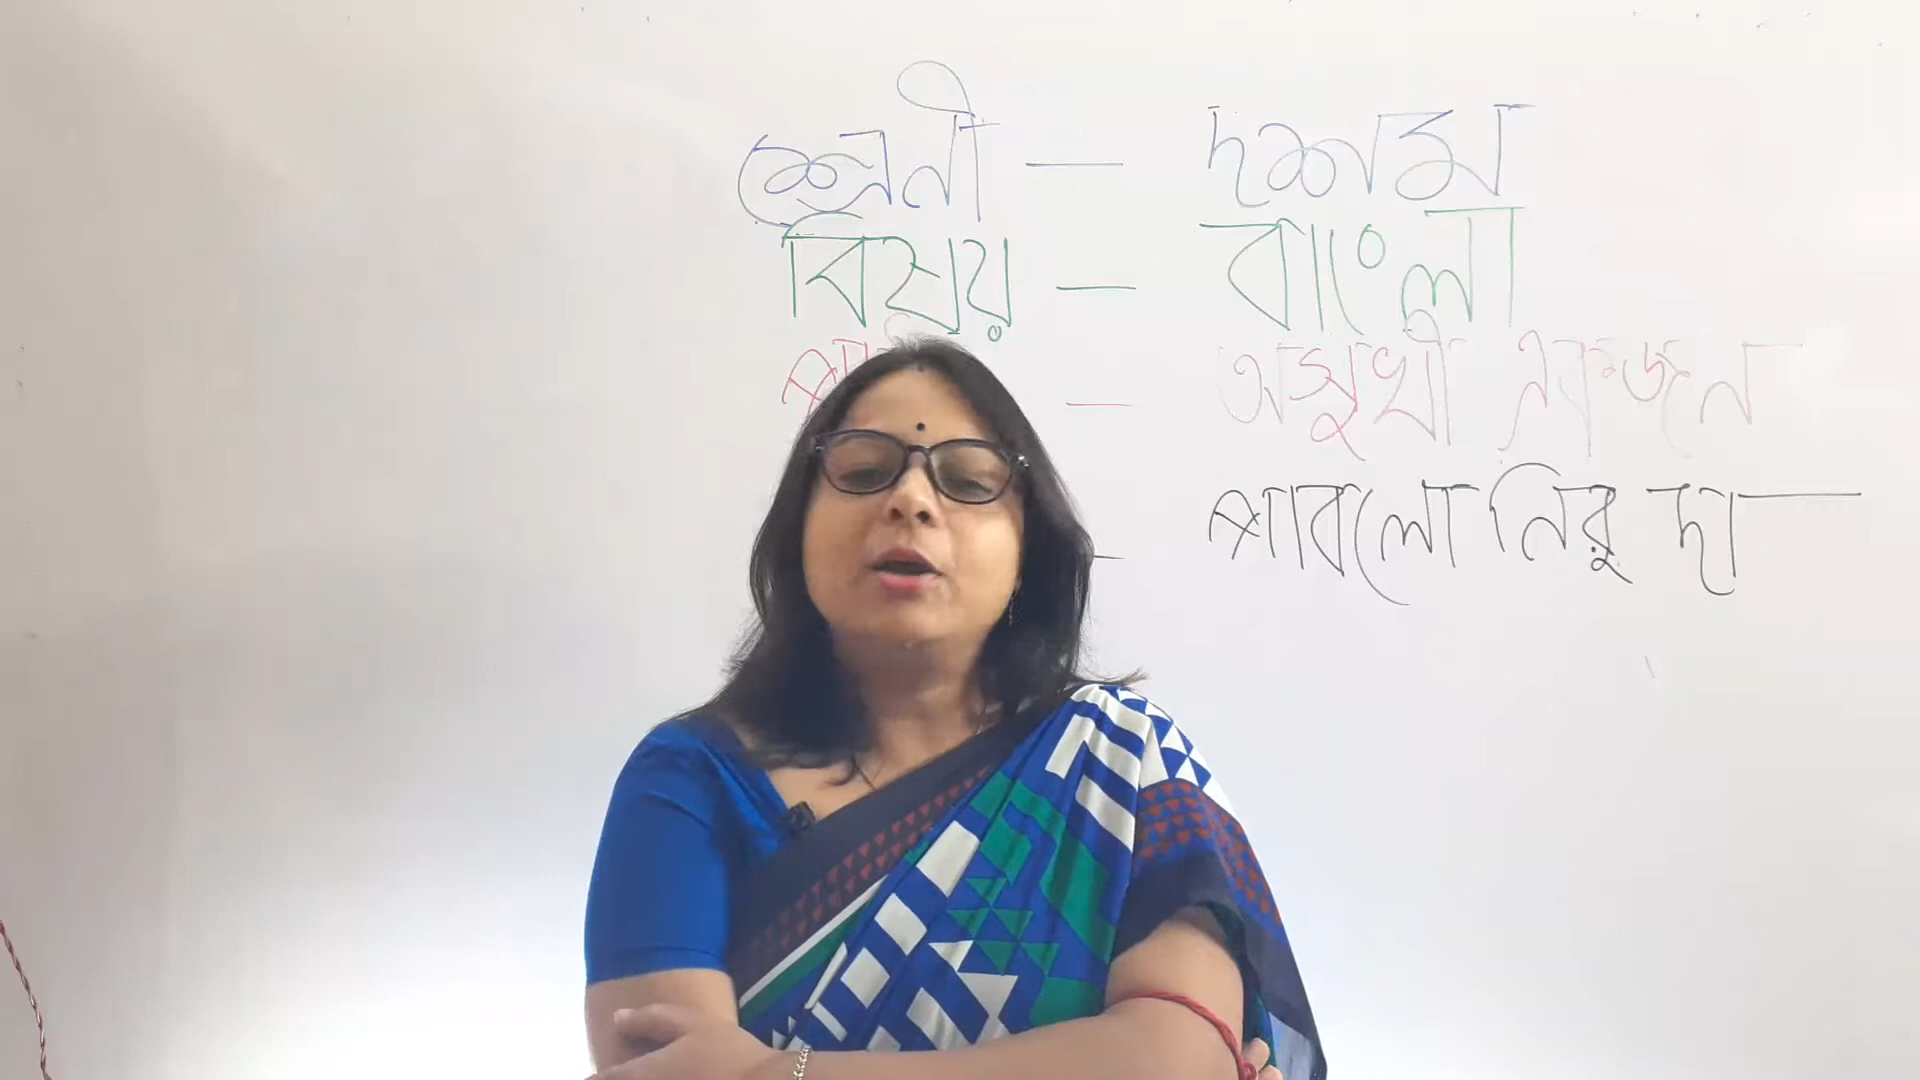 শ্রেনী — দশম
বিষয় — বাংলা
— অসুখী একজন
— পাবলো নিরু দা —